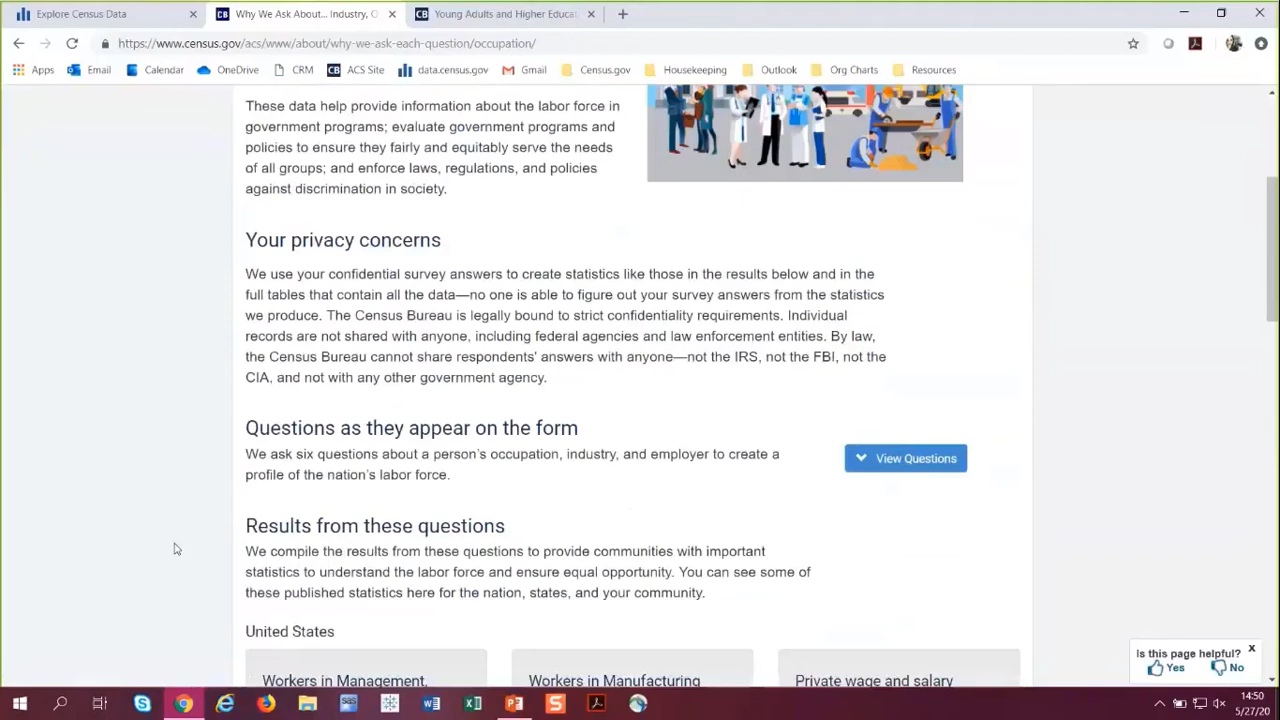 Explore Census Data
Why We Ask About... Industry, O
Young Adults and Higher Educat
https://www.census.gov/acs/www/about/why-we-ask-each-question/occupation/
Apps Email Calendar OneDrive CRM ACS Site data.census.gov Gmail Census.gov Housekeeping Outlook Org Charts Resources
These data help provide information about the labor force in
government programs; evaluate government programs and
policies to ensure they fairly and equitably serve the needs
of all groups; and enforce laws, regulations, and policies
against discrimination in society.
Your privacy concerns
We use your confidential survey answers to create statistics like those in the results below and in the
full tables that contain all the data—no one is able to figure out your survey answers from the statistics
we produce. The Census Bureau is legally bound to strict confidentiality requirements. Individual
records are not shared with anyone, including federal agencies and law enforcement entities. By law,
the Census Bureau cannot share respondents' answers with anyone—not the IRS, not the FBI, not the
CIA, and not with any other government agency.
Questions as they appear on the form
We ask six questions about a person's occupation, industry, and employer to create a
profile of the nation's labor force.
View Questions
Results from these questions
We compile the results from these questions to provide communities with important
statistics to understand the labor force and ensure equal opportunity. You can see some of
these published statistics here for the nation, states, and your community.
United States
Workers in Management, Workers in Manufacturing Private wage and salary
Is this page helpful? X
Yes No
14:50
5/27/20